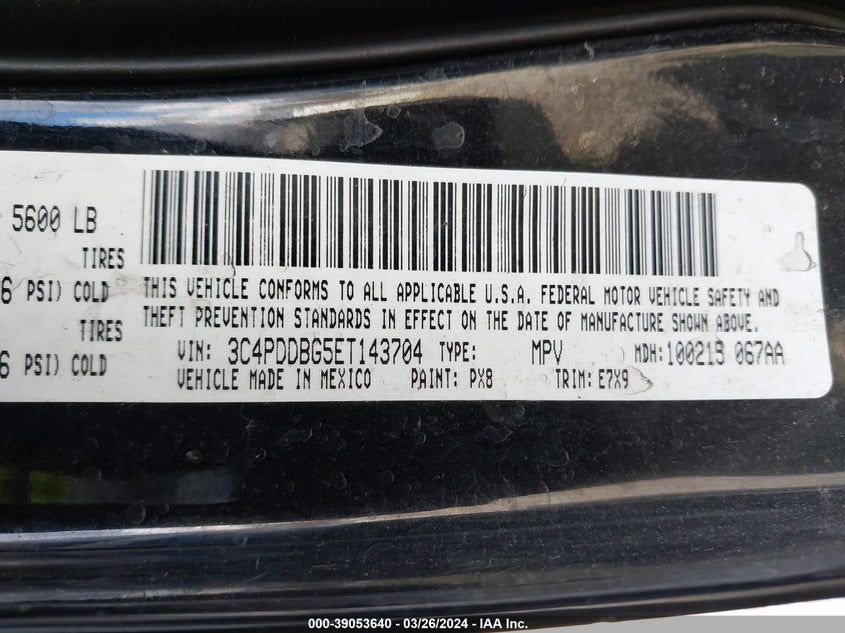 5600 LB
TIRES
6 PSI) COLD
TIRES
6 PSI) COLD
THIS VEHICLE CONFORMS TO ALL APPLICABLE U.S.A. FEDERAL MOTOR VEHICLE SAFETY AND
THEFT PREVENTION STANDARDS IN EFFECT ON THE DATE OF MANUFACTURE SHOWN ABOVE.
VIN: 3C4PDDBG5ET143704 TYPE: MPV MDH:100215 067AA
VEHICLE MADE IN MEXICO PAINT: PX8 TRIM: E7X9
000-39053640 - 03/26/2024 - IAA Inc.